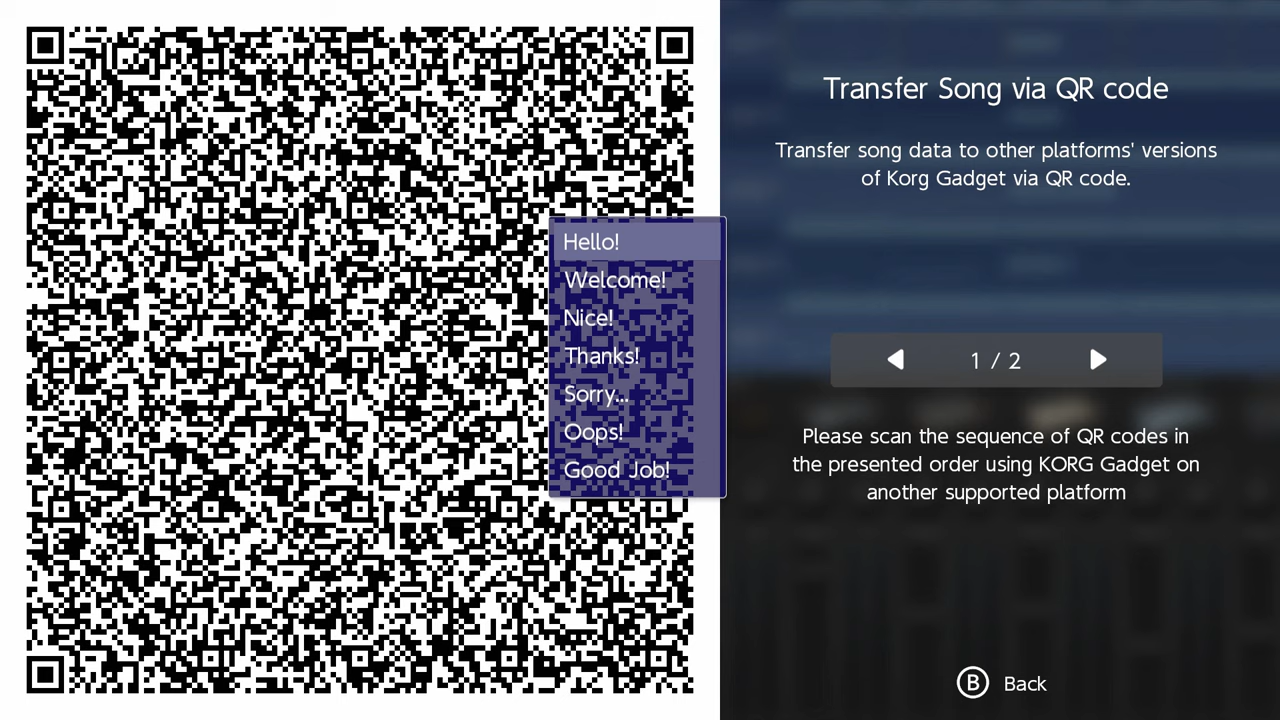 Hello!
Welcome!
Nice!
Thanks!
Sorry...
Oops!
Good Job!
Transfer Song via QR code
Transfer song data to other platforms' versions
of Korg Gadget via QR code.
1 / 2
Please scan the sequence of QR codes in
the presented order using KORG Gadget on
another supported platform
B Back